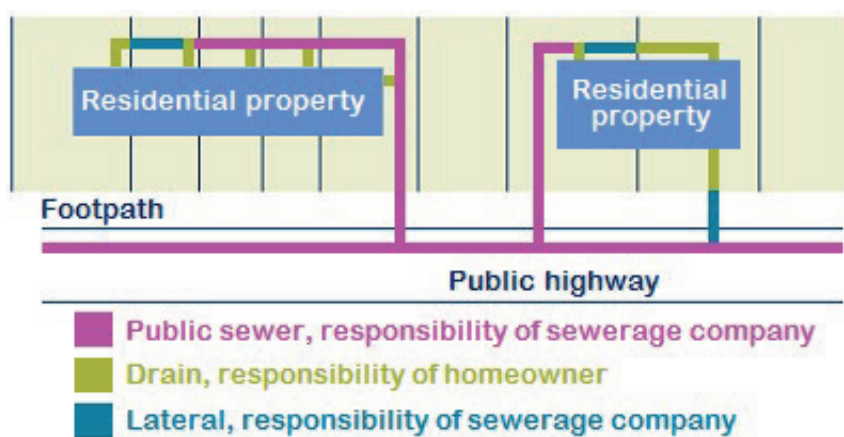 Residential property
Residential
property
Footpath
Public highway
Public sewer, responsibility of sewerage company
Drain, responsibility of homeowner
Lateral, responsibility of sewerage company